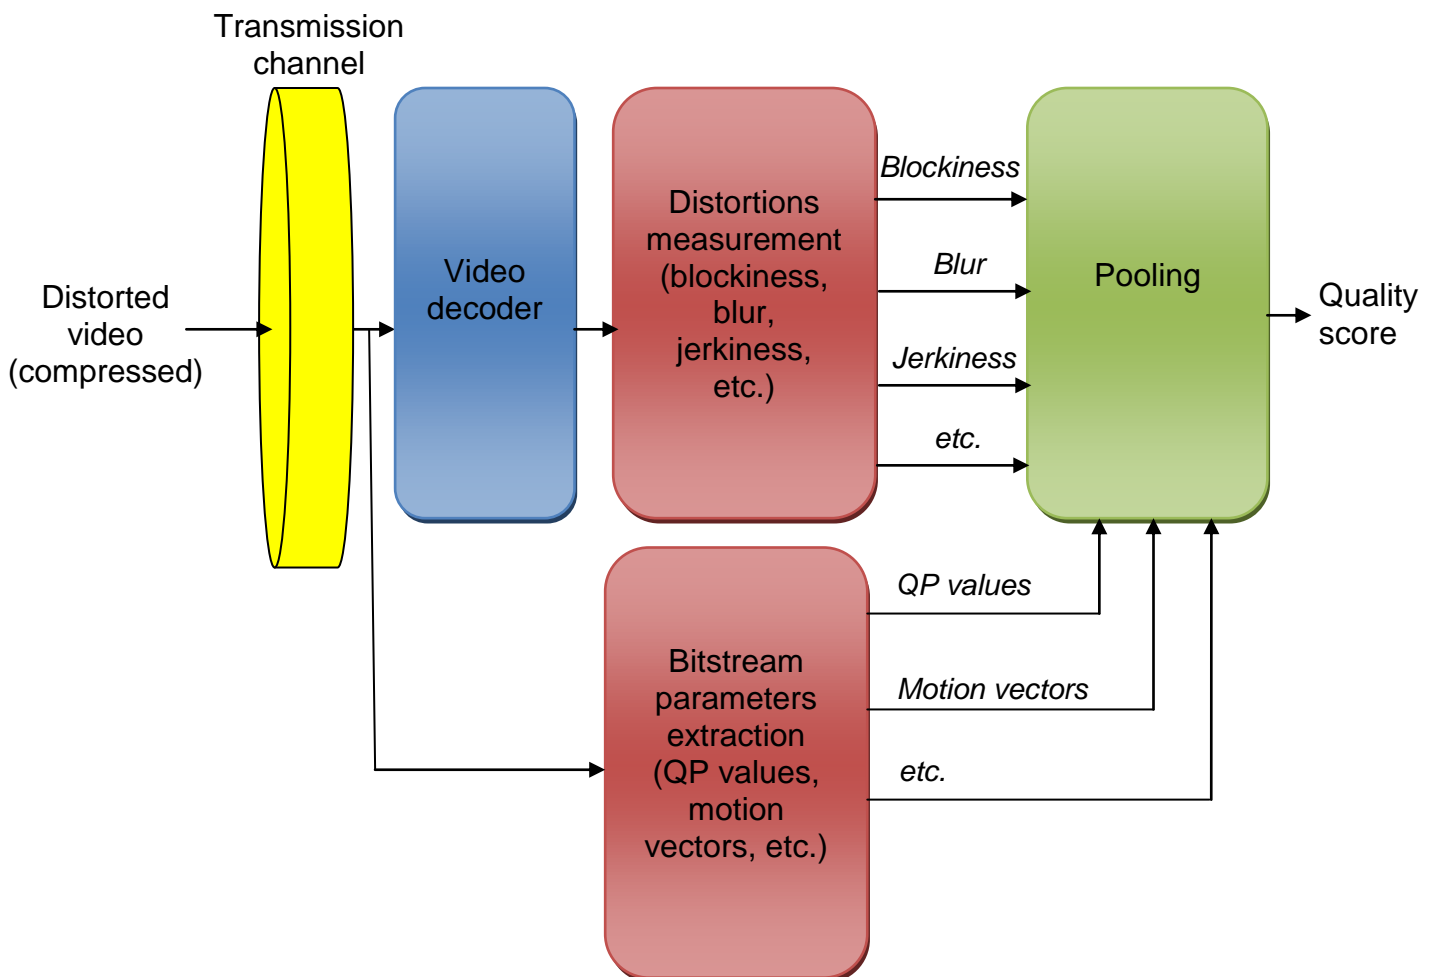 Transmission
channel
Distorted
video
(compressed)
Video
decoder
Distortions
measurement
(blockiness,
blur,
jerkiness,
etc.)
Blockiness
Blur
Jerkiness
etc.
Pooling
Quality
score
Bitstream
parameters
extraction
(QP values,
motion
vectors, etc.)
QP values
Motion vectors
etc.